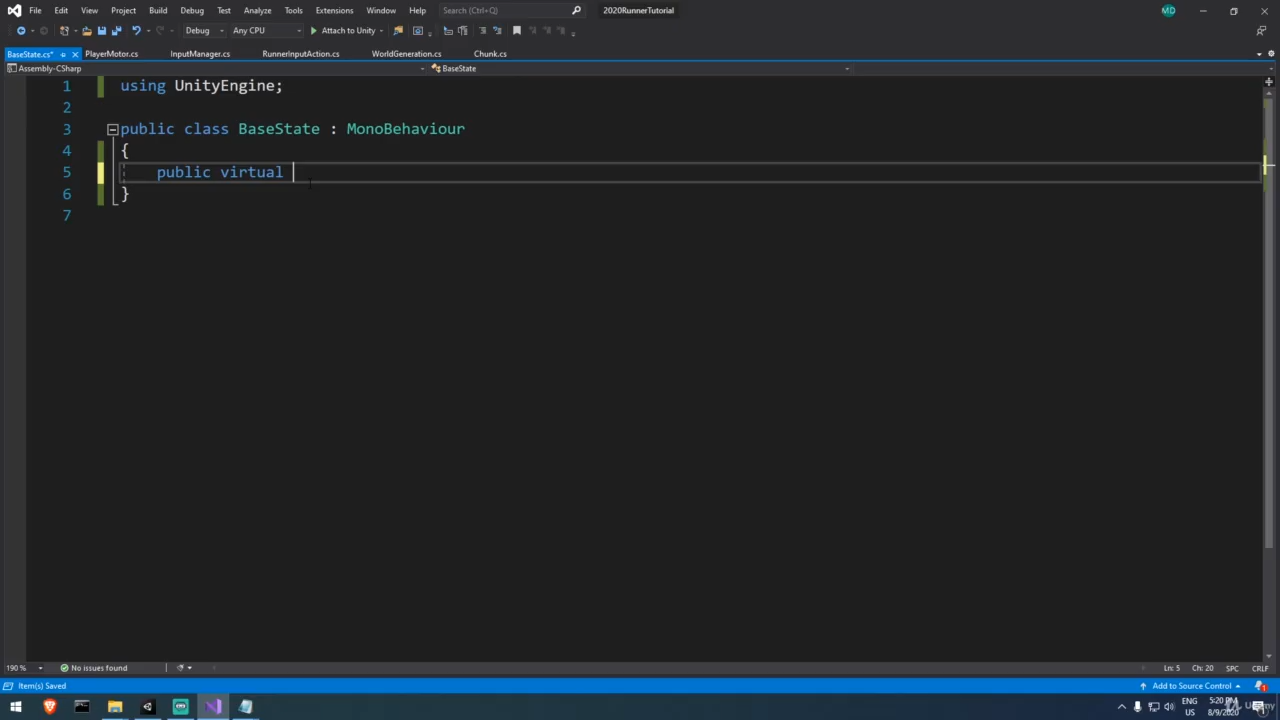 File Edit View Project Build Debug Test Analyze Tools Extensions Window Help Search (Ctrl+Q) 2020RunnerTutorial MD
Debug Any CPU Attach to Unity
BaseState.cs* PlayerMotor.cs InputManager.cs RunnerInputAction.cs WorldGeneration.cs Chunk.cs
Assembly-CSharp BaseState
1 using UnityEngine;
2
3 public class BaseState : MonoBehaviour
4 {
5 public virtual
6 }
7
190 % No issues found Ln: 5 Ch: 20 SPC CRLF
Item(s) Saved Add to Source Control 1
ENG 5:20 PM
US 8/9/2020
Udemy